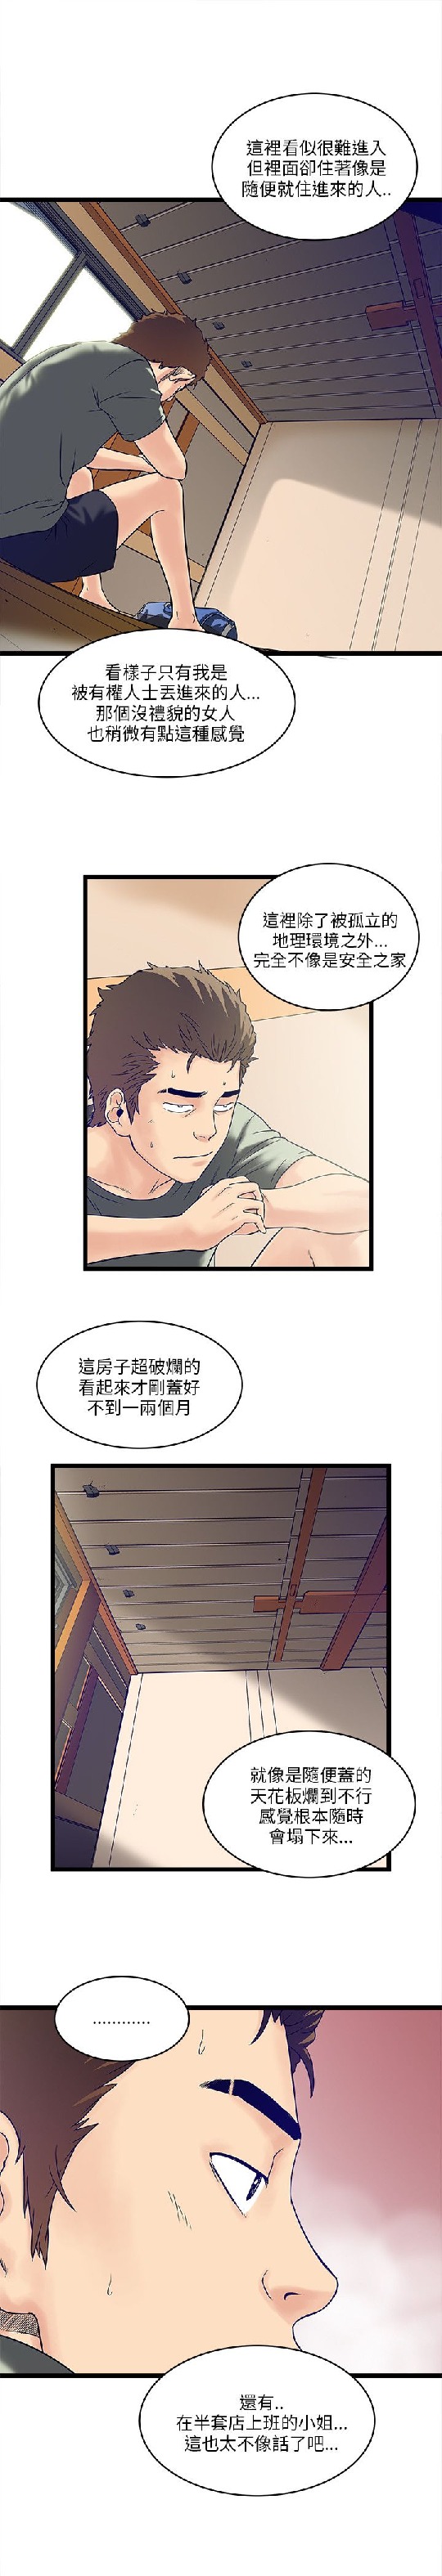 這裡看似很難進入
但裡面卻住著像是
隨便就住進來的人..
看樣子只有我是
被有權人士丟進來的人...
那個沒禮貌的女人
也稍微有點這種感覺
這裡除了被孤立的
地理環境之外...
完全不像是安全之家
這房子超破爛的
看起來才剛蓋好
不到一兩個月
就像是隨便蓋的
天花板爛到不行
感覺根本隨時
會塌下來...
............
還有..
在半套店上班的小姐...
這也太不像話了吧...